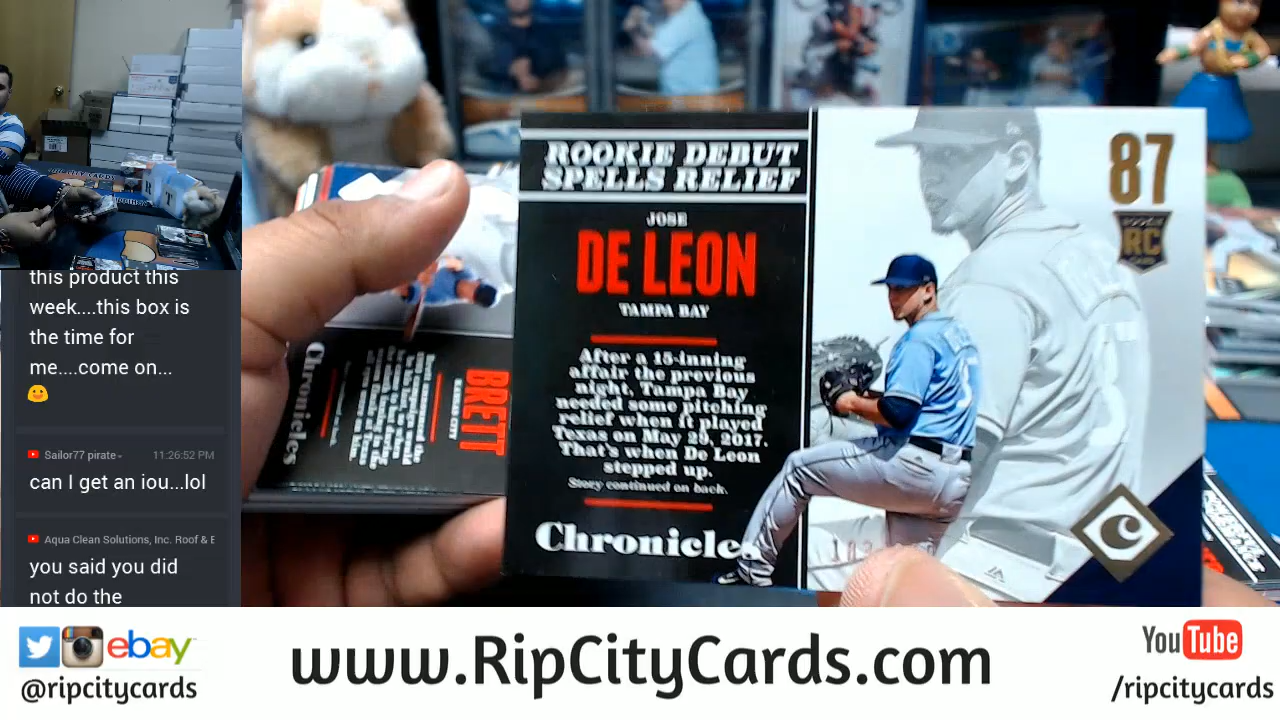 this product this
week....this box is
the time for
me....come on...
Sailor77 pirate
11:26:52 PM
can I get an iou...lol
Aqua Clean Solutions, Inc. Roof & E
you said you did
not do the
ROOKIE DEBUT
SPELLS RELIEF
JOSE
DE LEON
TAMPA BAY
After a 15-inning
affair the previous
night, Tampa Bay
needed some pitching
relief when it played
Texas on May 29, 2017.
That's when De Leon
stepped up.
Story continued on back.
Chronicles
87
RC
C
BRETT
KANSAS CITY
Chronicles
ebay
@ripcitycards
www.RipCityCards.com
YouTube
/ripcitycards